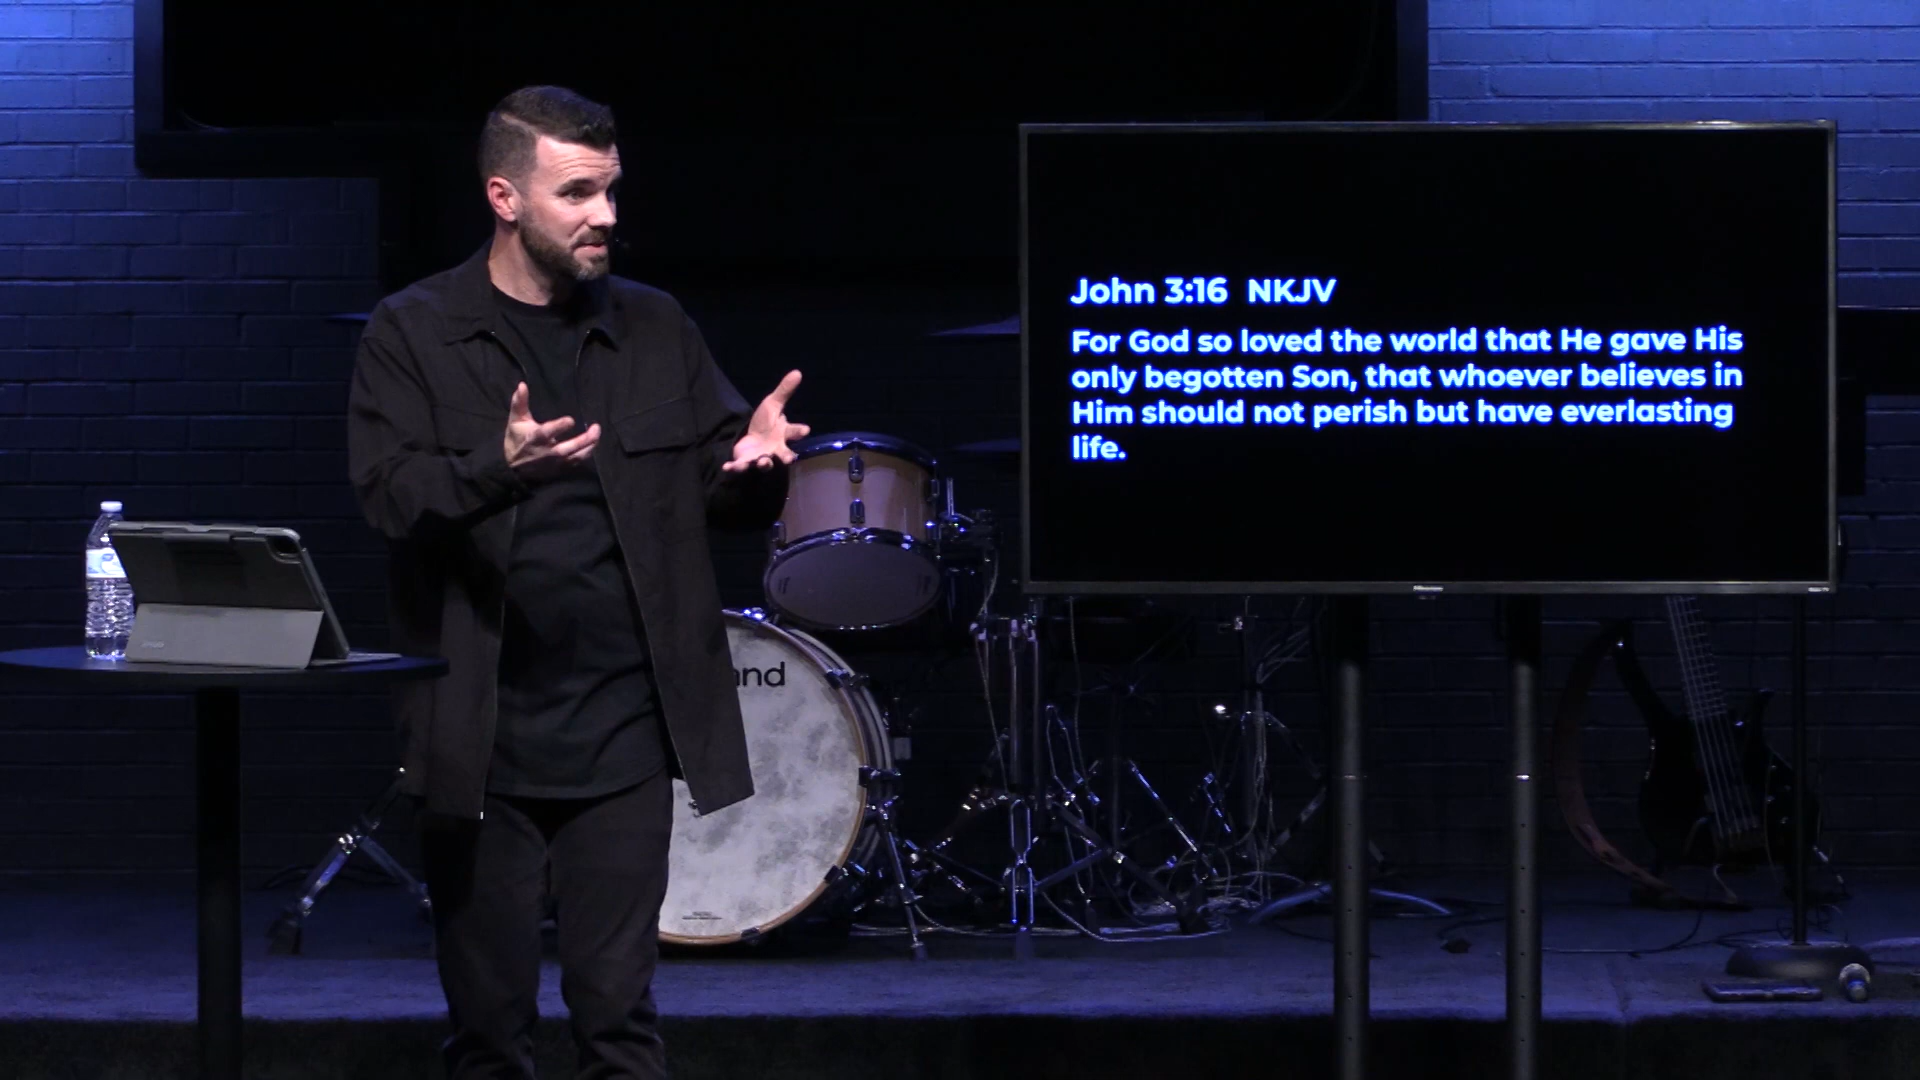 John 3:16 NKJV
For God so loved the world that He gave His
only begotten Son, that whoever believes in
Him should not perish but have everlasting
life.
Hisense